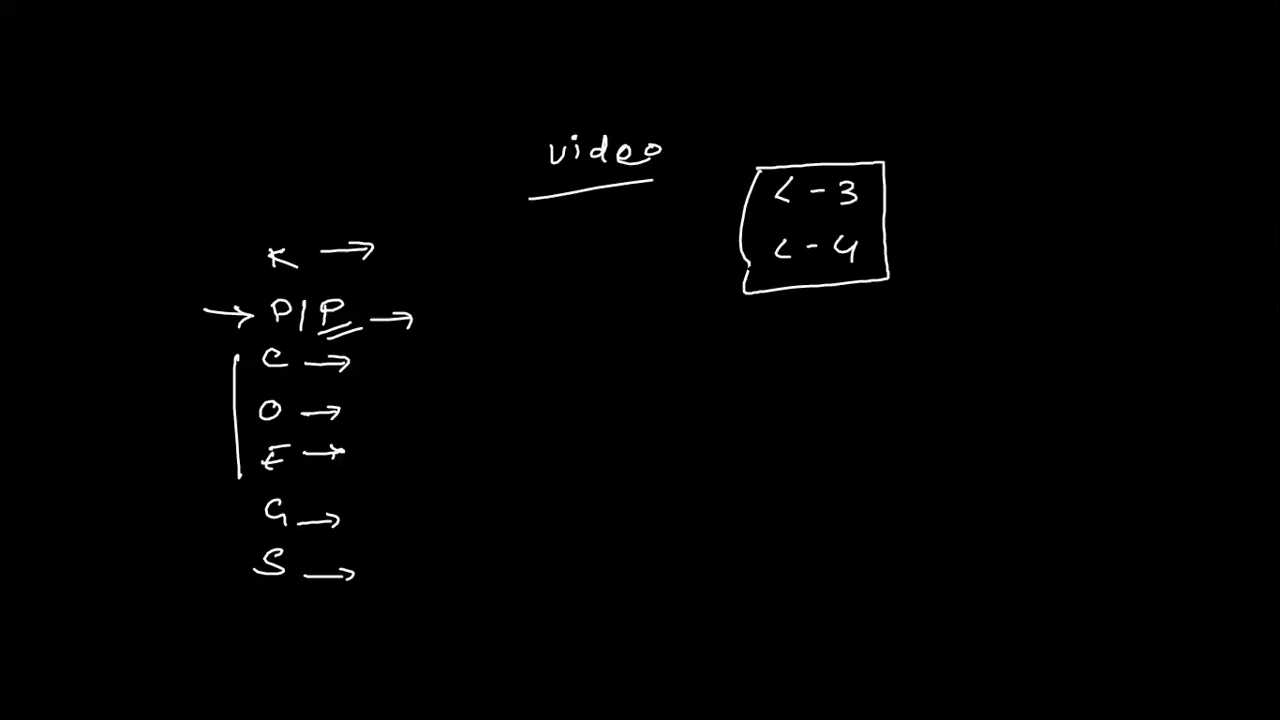 video
< - 3
< - 4
K →
→ P/P →
C →
O →
F →
G →
S →